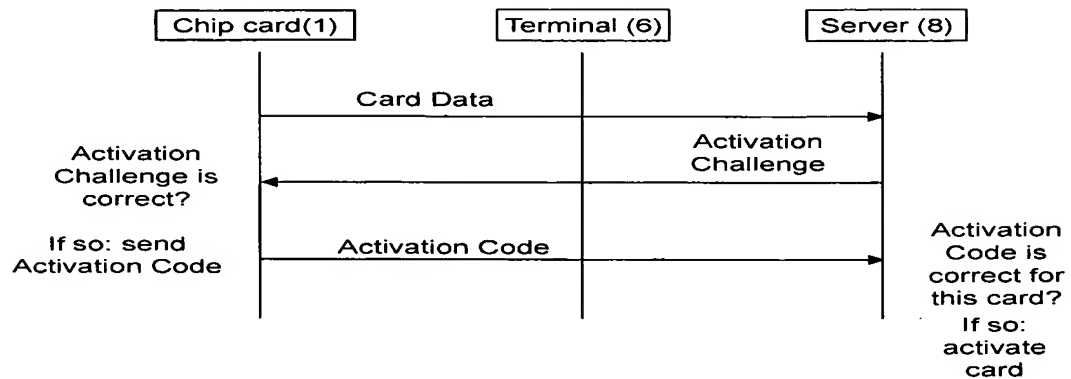 Chip card(1)
Terminal (6)
Server (8)
Card Data
Activation
Challenge
Activation
Challenge is
correct?
If so: send
Activation Code
Activation Code
Activation
Code is
correct for
this card?
If so:
activate
card